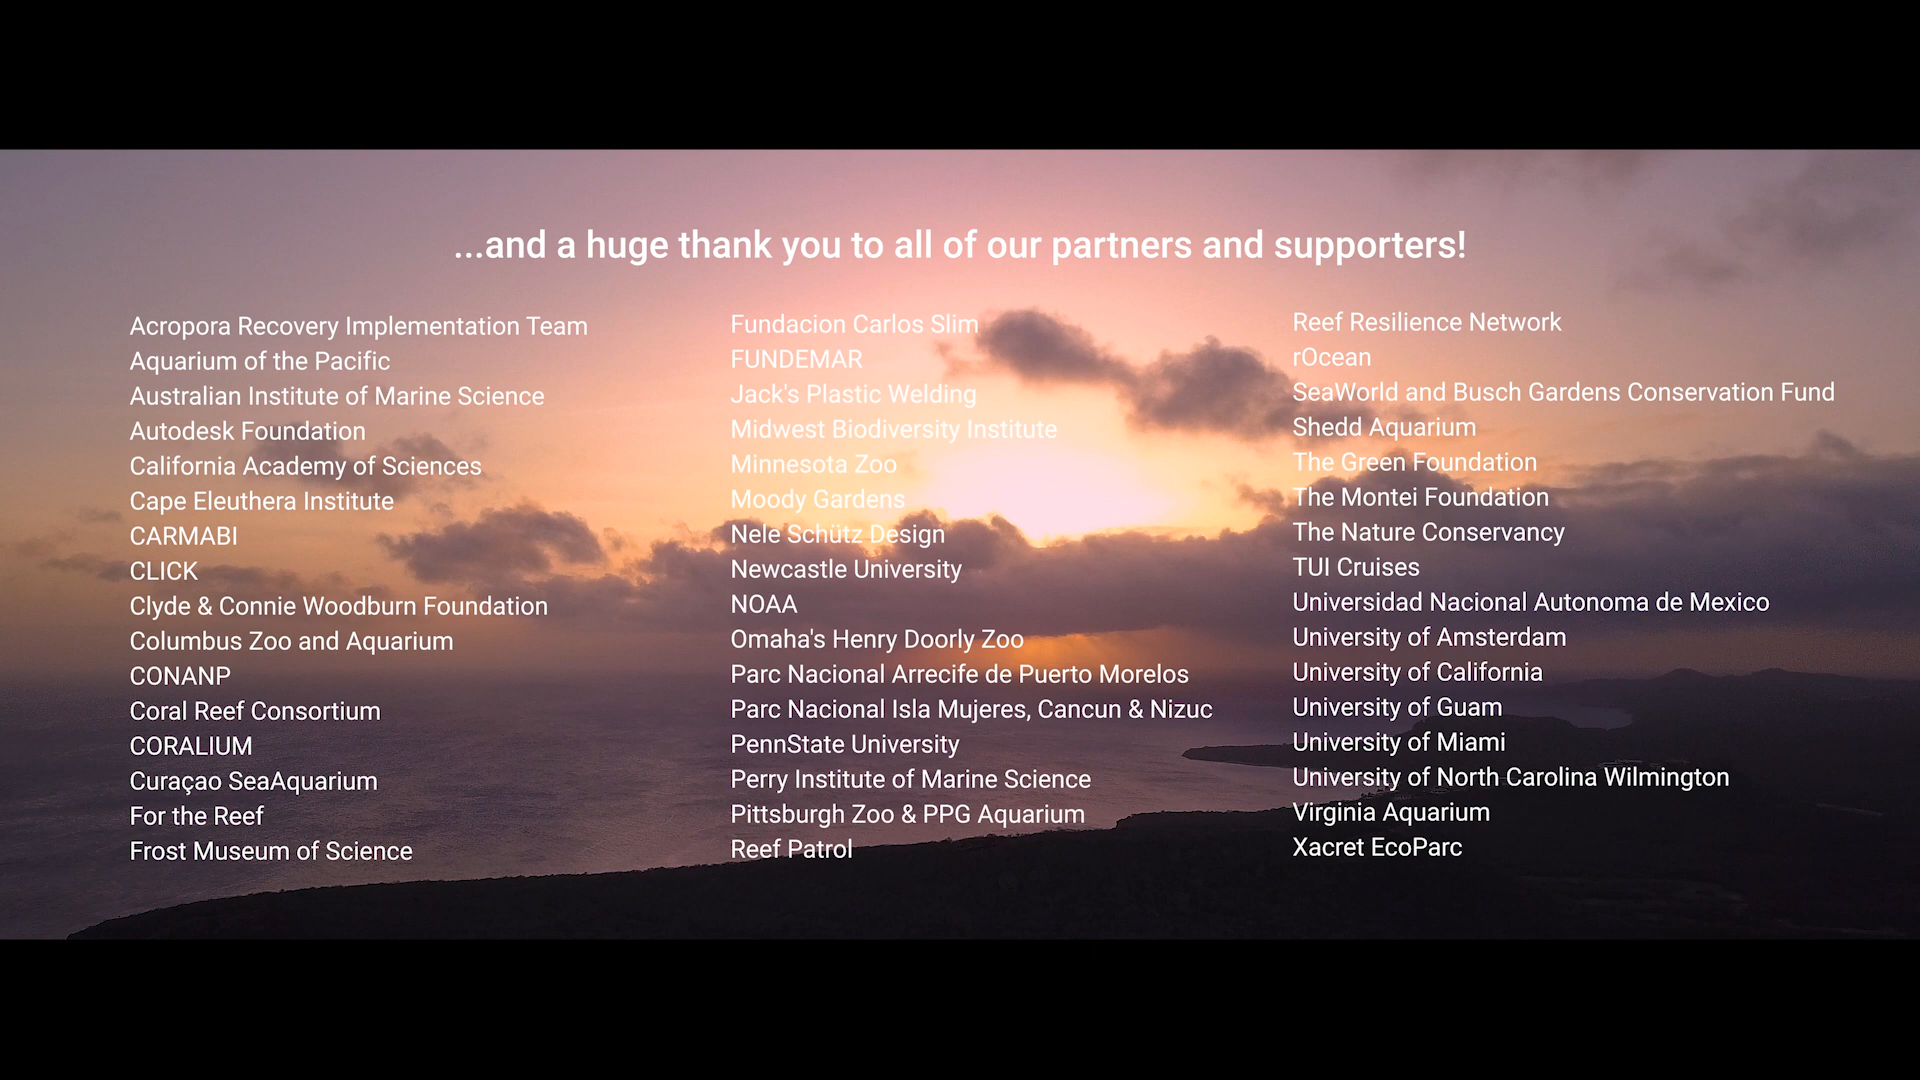 ...and a huge thank you to all of our partners and supporters!
Acropora Recovery Implementation Team
Aquarium of the Pacific
Australian Institute of Marine Science
Autodesk Foundation
California Academy of Sciences
Cape Eleuthera Institute
CARMABI
CLICK
Clyde & Connie Woodburn Foundation
Columbus Zoo and Aquarium
CONANP
Coral Reef Consortium
CORALIUM
Curaçao SeaAquarium
For the Reef
Frost Museum of Science
Fundacion Carlos Slim
FUNDEMAR
Jack's Plastic Welding
Midwest Biodiversity Institute
Minnesota Zoo
Moody Gardens
Nele Schütz Design
Newcastle University
NOAA
Omaha's Henry Doorly Zoo
Parc Nacional Arrecife de Puerto Morelos
Parc Nacional Isla Mujeres, Cancun & Nizuc
PennState University
Perry Institute of Marine Science
Pittsburgh Zoo & PPG Aquarium
Reef Patrol
Reef Resilience Network
rOcean
SeaWorld and Busch Gardens Conservation Fund
Shedd Aquarium
The Green Foundation
The Montei Foundation
The Nature Conservancy
TUI Cruises
Universidad Nacional Autonoma de Mexico
University of Amsterdam
University of California
University of Guam
University of Miami
University of North Carolina Wilmington
Virginia Aquarium
Xacret EcoParc